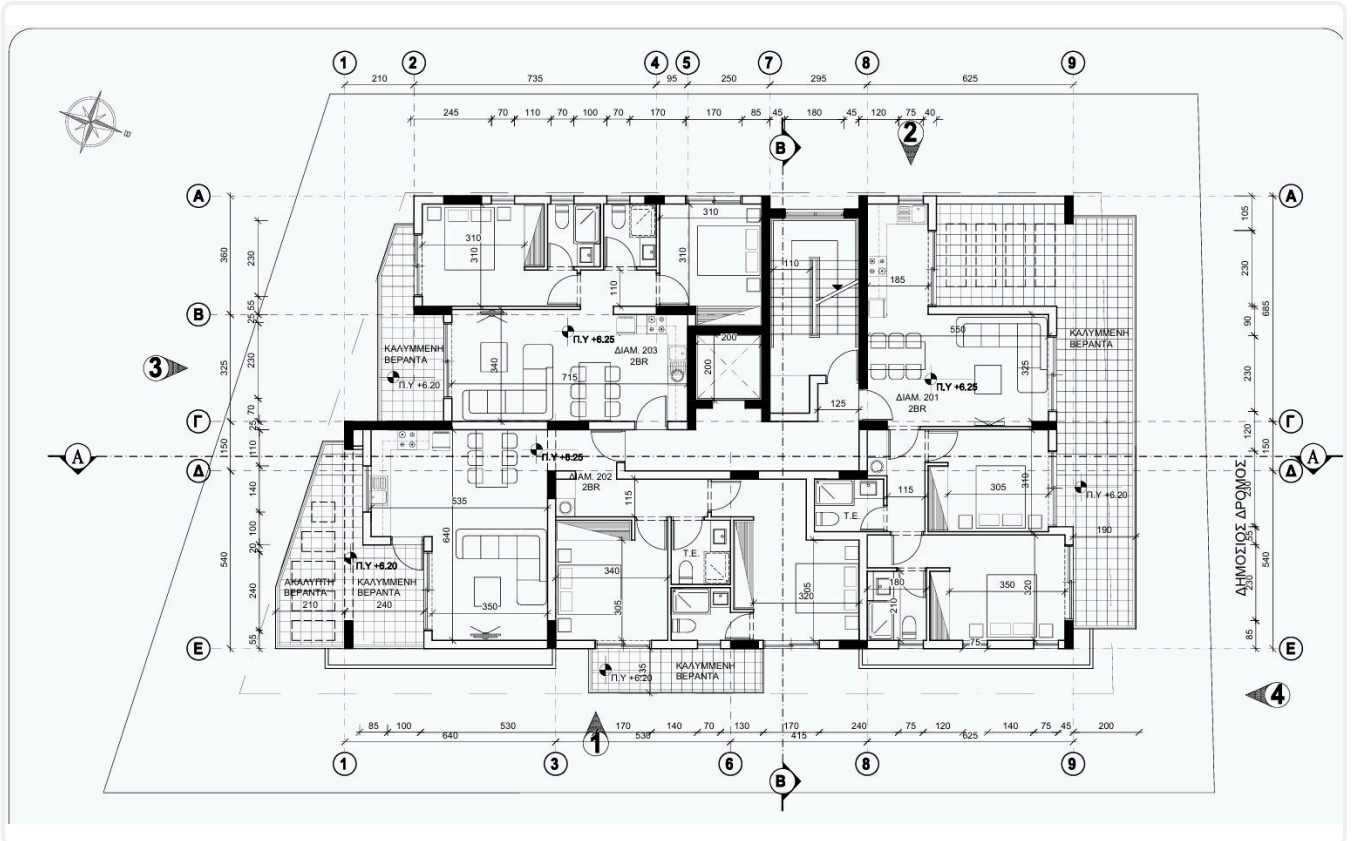 1 2 4 5 7 8 9
210 735 95 250 295 625
245 70 110 70 100 70 170 170 85 45 180 45 120 75 40
B
2
A A
360 230 55 25
310 310 310 310 110 110 185
105 230 685 90
B
Π.Υ +6.25
ΔΙΑΜ. 203
2BR
200
200
550
ΚΑΛΥΜΜΕΝΗ
ΒΕΡΑΝΤΑ
ΚΑΛΥΜΜΕΝΗ
ΒΕΡΑΝΤΑ
3
325 230 70 25
Π.Υ +6.20
340
715
325
230
Π.Υ +6.25
ΔΙΑΜ. 201
2BR
125
Γ Γ
A A
150 110
120 150
Δ Δ
Π.Υ +6.25
ΔΙΑΜ. 202
2BR
115
535
640
115
305
310
Π.Υ +6.20
190
Τ.Ε.
Τ.Ε.
ΔΗΜΟΣΙΟΣ ΔΡΟΜΟΣ
540 140 100 20 240 55
230 55 230 540 85
Π.Υ +6.20
ΑΚΑΛΥΠΤΗ
ΒΕΡΑΝΤΑ
210
ΚΑΛΥΜΜΕΝΗ
ΒΕΡΑΝΤΑ
240
350
340
305
320
180
210
350
320
75
E E
Π.Υ +6.20
ΚΑΛΥΜΜΕΝΗ
ΒΕΡΑΝΤΑ
4
1
85 100 530 170 140 70 130 170 240 75 120 140 75 45 200
640 415 625
1 3 6 B 8 9